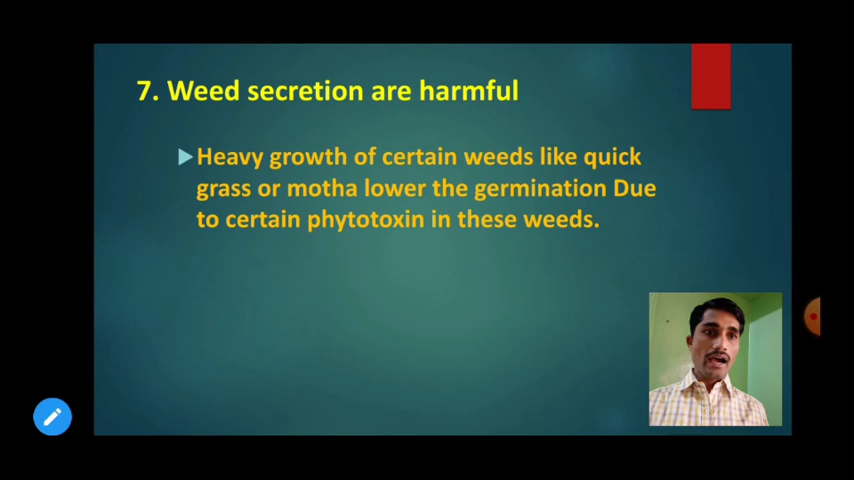 7. Weed secretion are harmful
Heavy growth of certain weeds like quick
grass or motha lower the germination Due
to certain phytotoxin in these weeds.